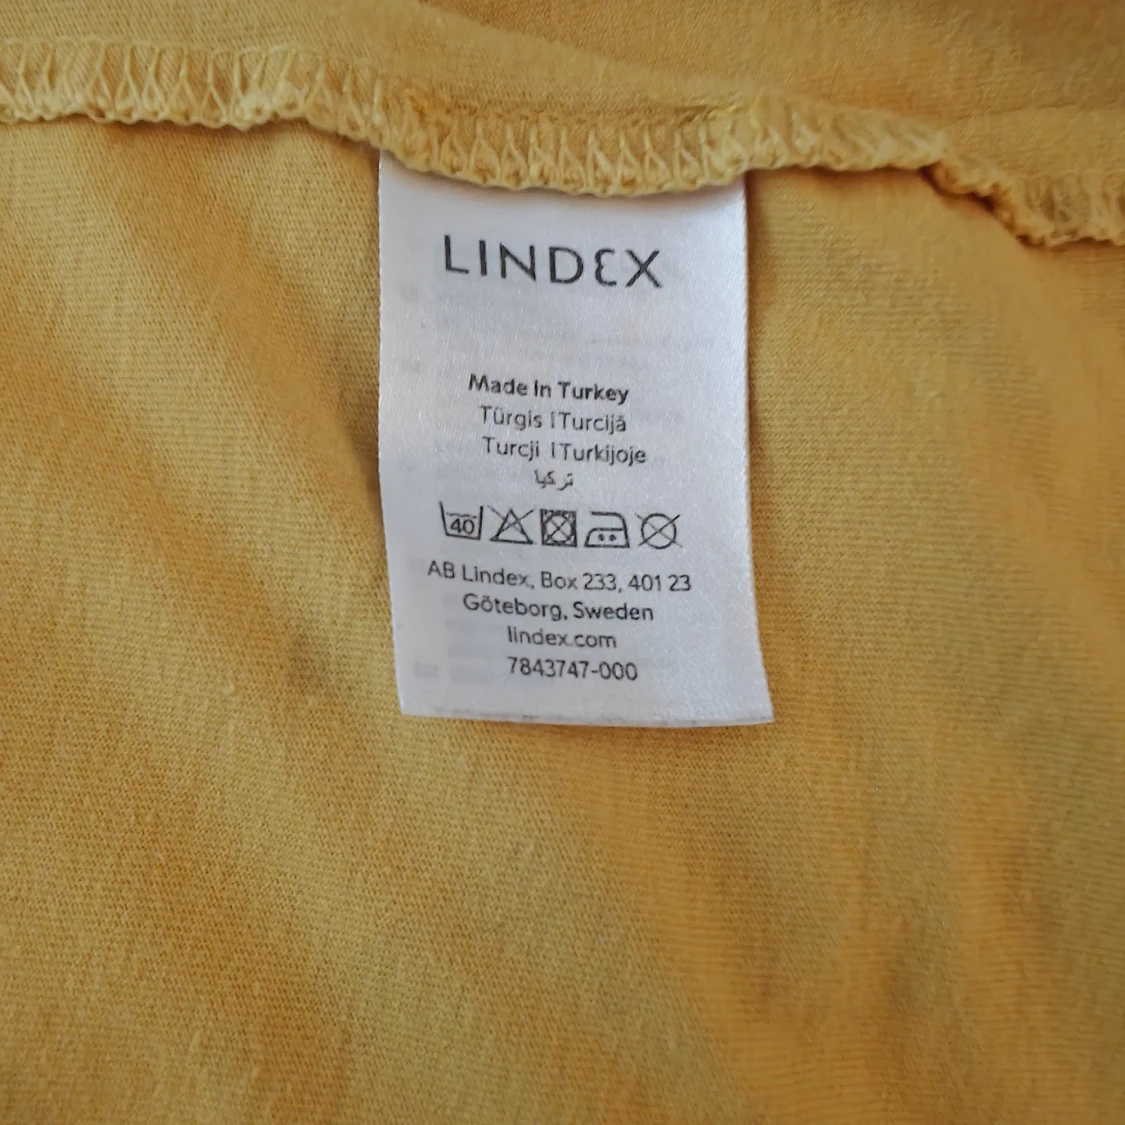 LINDEX
Made In Turkey
Türgis | Turcijā
Turcji | Turkijoje
تركيا
40
AB Lindex, Box 233, 401 23
Göteborg, Sweden
lindex.com
7843747-000